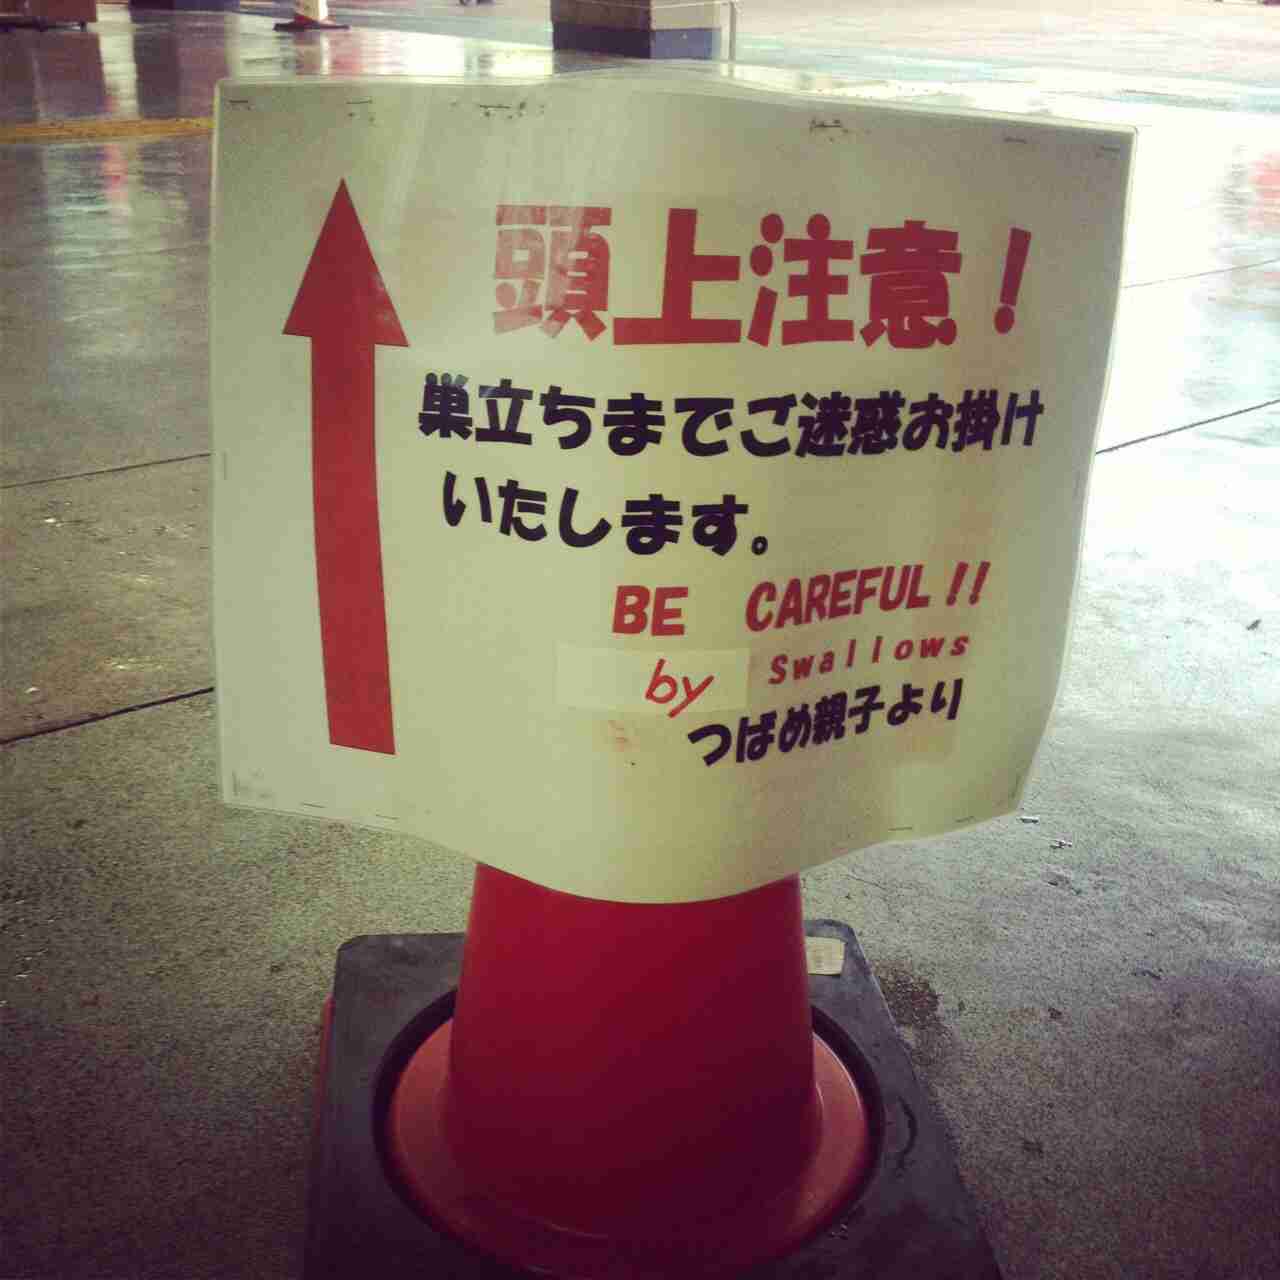 頭上注意！
巣立ちまでご迷惑お掛け
いたします。
BE CAREFUL!!
by Swallows
つばめ親子より